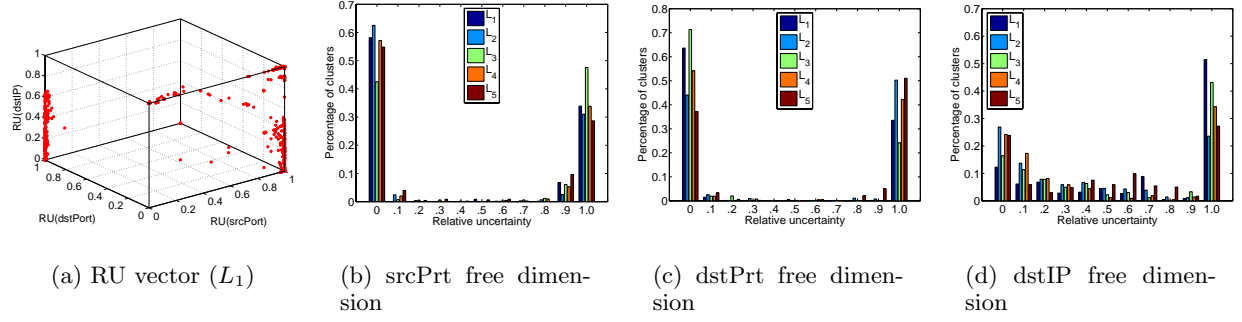 1
0.8
0.6
0.4
0.2
0
RU(dstIP)
1
0.8
0.6
0.4
0.2
0
RU(dstPort)
0
0.2
0.4
0.6
0.8
1
RU(srcPort)
(a) RU vector (L1)
0.7
0.6
0.5
0.4
0.3
0.2
0.1
0
Percentage of clusters
L1
L2
L3
L4
L5
0 .1 .2 .3 .4 .5 .6 .7 .8 .9 1.0
Relative uncertainty
(b) srcPrt free dimen-
sion
0.8
0.7
0.6
0.5
0.4
0.3
0.2
0.1
0
Percentage of clusters
L1
L2
L3
L4
L5
0 .1 .2 .3 .4 .5 .6 .7 .8 .9 1.0
Relative uncertainty
(c) dstPrt free dimen-
sion
0.7
0.6
0.5
0.4
0.3
0.2
0.1
0
Percentage of clusters
L1
L2
L3
L4
L5
0 .1 .2 .3 .4 .5 .6 .7 .8 .9 1.0
Relative uncertainty
(d) dstIP free dimen-
sion